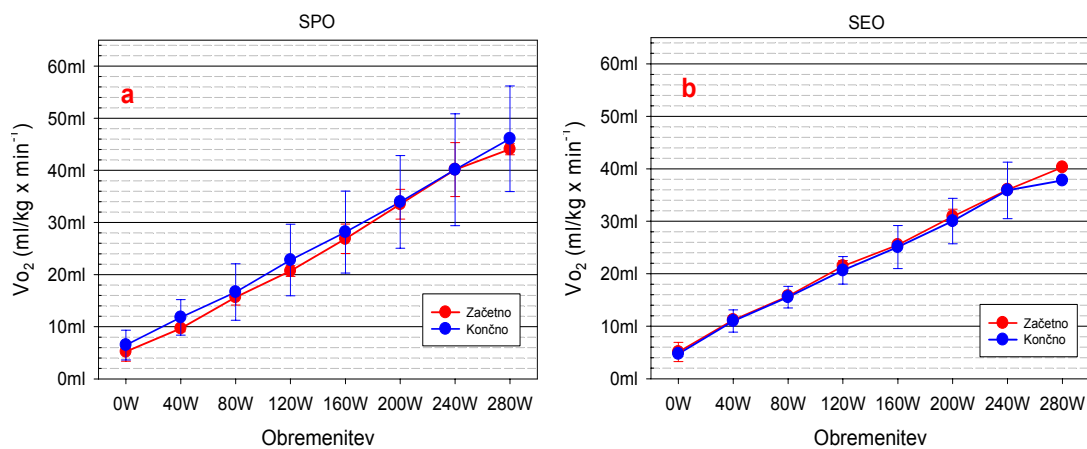 SPO
a
60ml
50ml
40ml
30ml
20ml
10ml
0ml
Vo₂ (ml/kg x min⁻¹)
Začetno
Končno
0W 40W 80W 120W 160W 200W 240W 280W
Obremenitev
SEO
b
60ml
50ml
40ml
30ml
20ml
10ml
0ml
Vo₂ (ml/kg x min⁻¹)
Začetno
Končno
0W 40W 80W 120W 160W 200W 240W 280W
Obremenitev